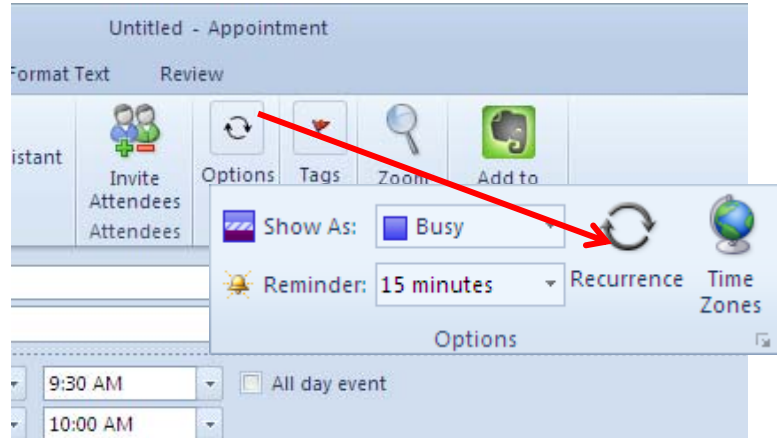 Untitled - Appointment
Format Text Review
istant
Invite
Attendees
Options
Tags
Zoom
Add to
Attendees
Show As: Busy
Reminder: 15 minutes
Recurrence
Time
Zones
Options
9:30 AM
All day event
10:00 AM